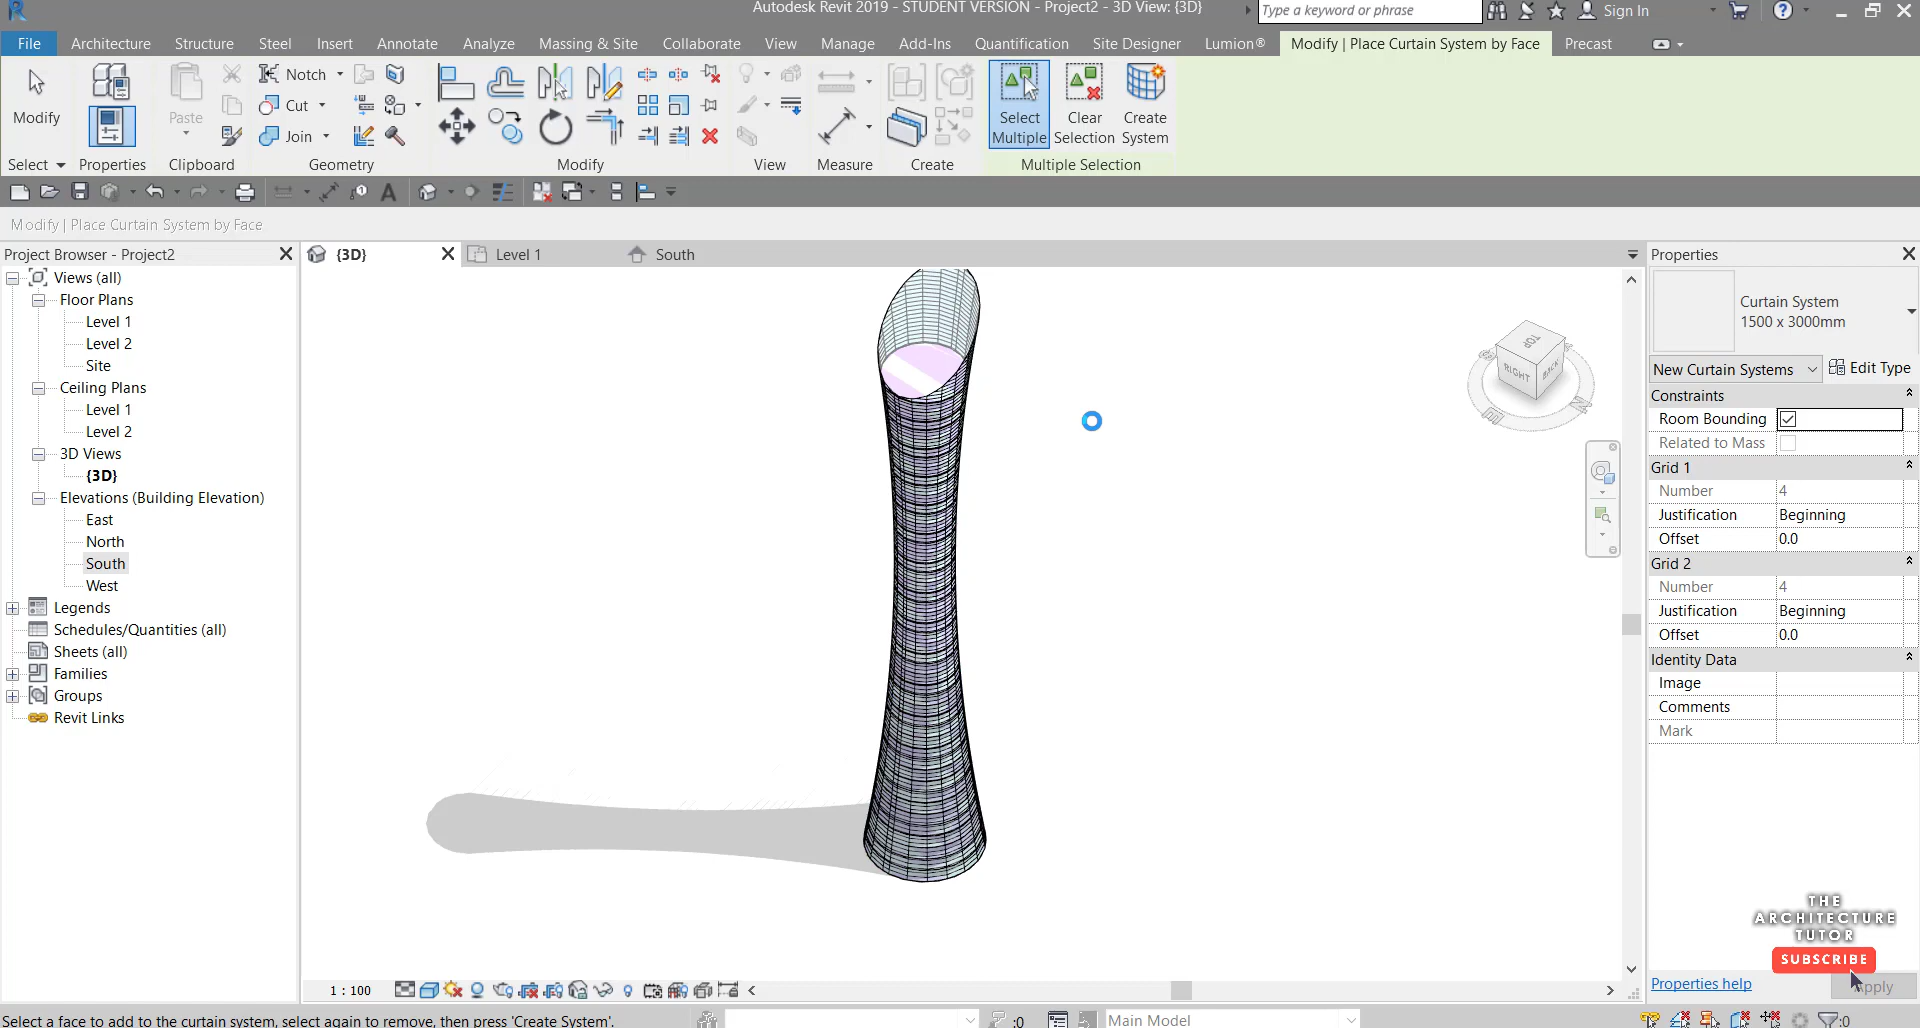 Autodesk Revit 2019 - STUDENT VERSION - Project2 - 3D View: {3D}
Type a keyword or phrase
Sign In
File Architecture Structure Steel Insert Annotate Analyze Massing & Site Collaborate View Manage Add-Ins Quantification Site Designer Lumion® Modify | Place Curtain System by Face Precast
Modify
Paste
Notch
Cut
Join
Select Multiple
Clear Selection
Create System
Select Properties Clipboard Geometry Modify View Measure Create Multiple Selection
Modify | Place Curtain System by Face
Project Browser - Project2
Views (all)
Floor Plans
Level 1
Level 2
Site
Ceiling Plans
Level 1
Level 2
3D Views
{3D}
Elevations (Building Elevation)
East
North
South
West
Legends
Schedules/Quantities (all)
Sheets (all)
Families
Groups
Revit Links
{3D}
Level 1
South
TOP
RIGHT
BACK
Properties
Curtain System
1500 x 3000mm
New Curtain Systems
Edit Type
Constraints
Room Bounding
Related to Mass
Grid 1
Number 4
Justification Beginning
Offset 0.0
Grid 2
Number 4
Justification Beginning
Offset 0.0
Identity Data
Image
Comments
Mark
THE
ARCHITECTURE
TUTOR
SUBSCRIBE
Properties help
Apply
1 : 100
Select a face to add to the curtain system, select again to remove, then press 'Create System'.
:0
Main Model
:0